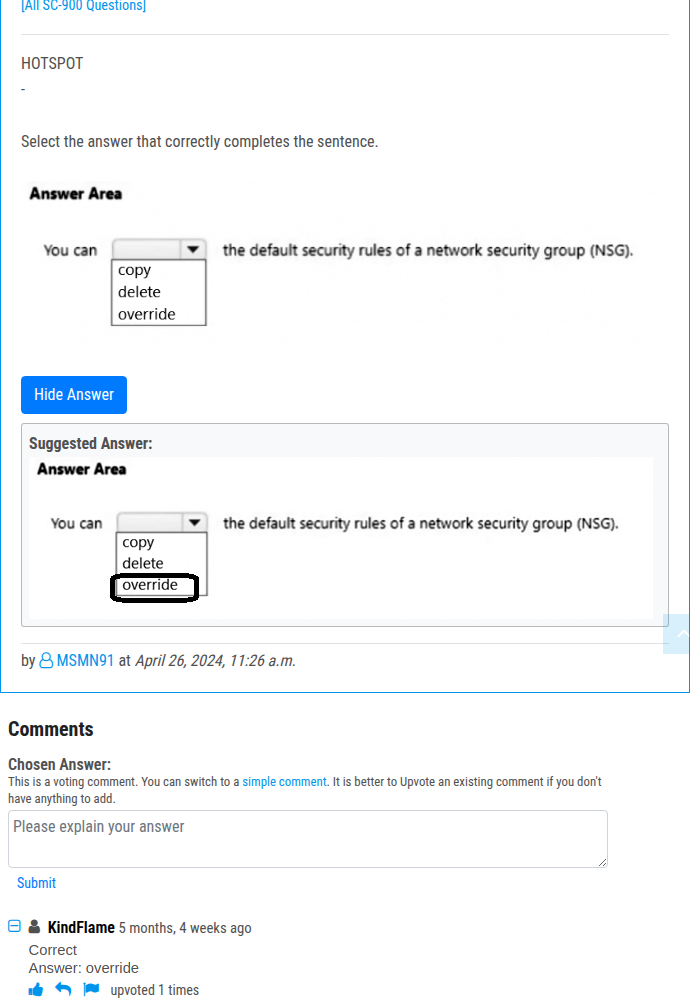 [All SC-900 Questions]
HOTSPOT
-
Select the answer that correctly completes the sentence.
Answer Area
You can the default security rules of a network security group (NSG).
copy
delete
override
Hide Answer
Suggested Answer:
Answer Area
You can the default security rules of a network security group (NSG).
copy
delete
override
by MSMN91 at April 26, 2024, 11:26 a.m.
Comments
Chosen Answer:
This is a voting comment. You can switch to a simple comment. It is better to Upvote an existing comment if you don't
have anything to add.
Please explain your answer
Submit
KindFlame 5 months, 4 weeks ago
Correct
Answer: override
upvoted 1 times